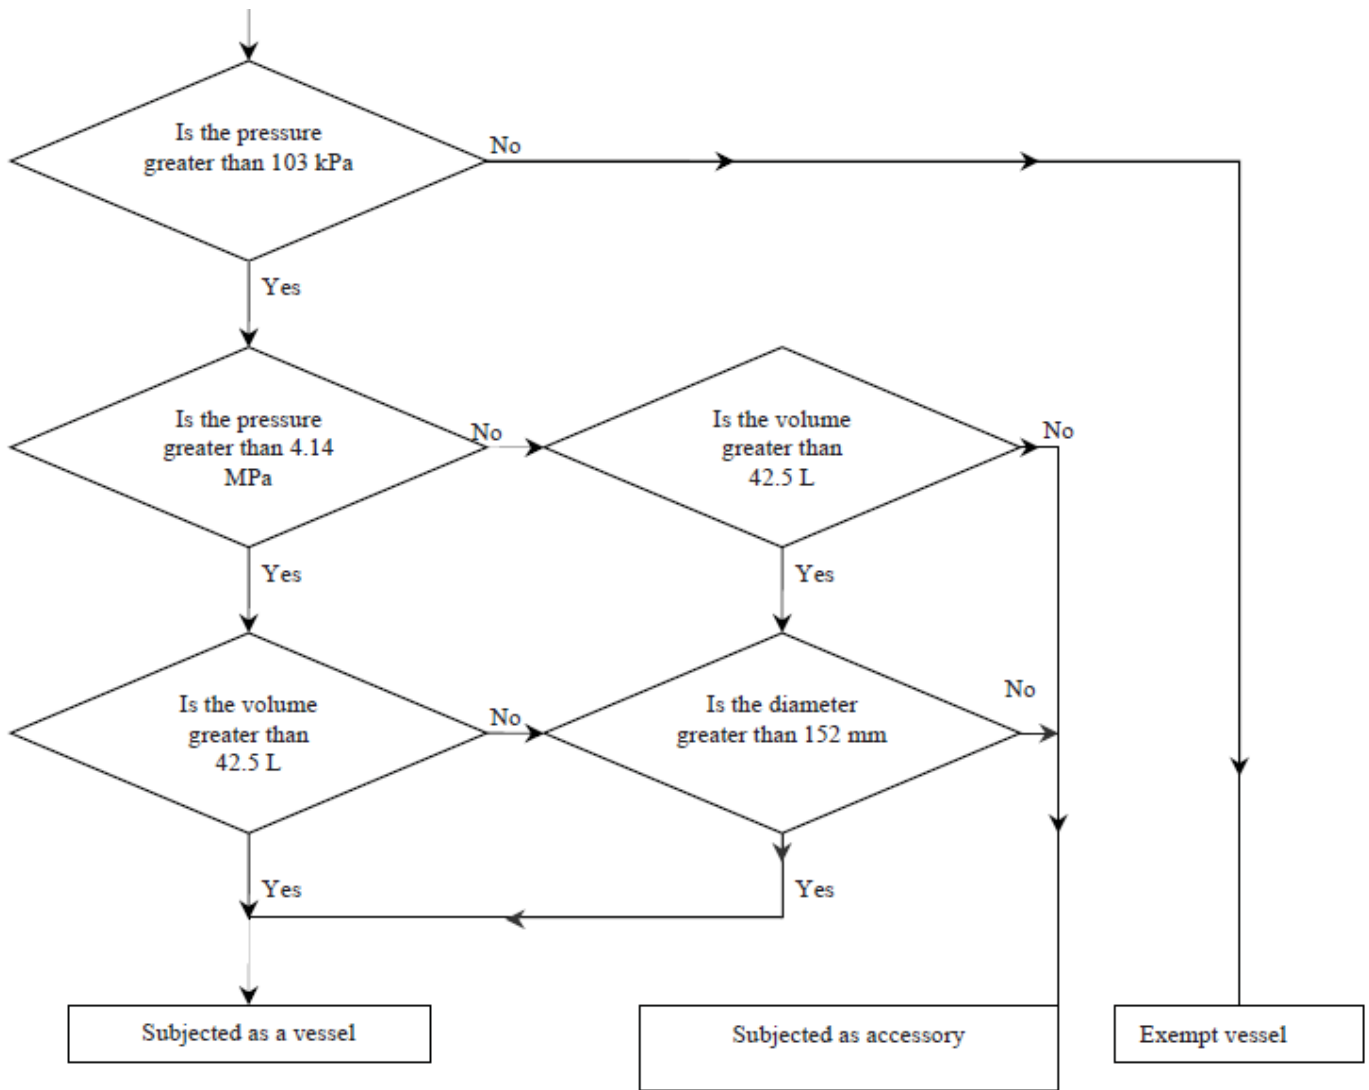 Is the pressure
greater than 103 kPa
No
Yes
Is the pressure
greater than 4.14
MPa
No
Is the volume
greater than
42.5 L
No
Yes
Yes
Is the volume
greater than
42.5 L
No
Is the diameter
greater than 152 mm
No
Yes
Yes
Subjected as a vessel
Subjected as accessory
Exempt vessel